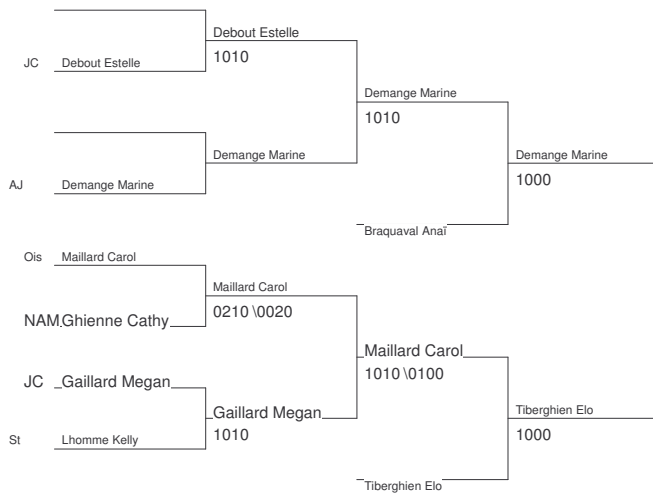 Debout Estelle
JC Debout Estelle 1010
Demange Marine
1010
Demange Marine Demange Marine
AJ Demange Marine 1000
Braquaval Anaï
Ois Maillard Carol
Maillard Carol
NAM Ghienne Cathy 0210 \0020
Maillard Carol
JC Gaillard Megan 1010 \0100
Gaillard Megan Tiberghien Elo
St Lhomme Kelly 1010 1000
Tiberghien Elo